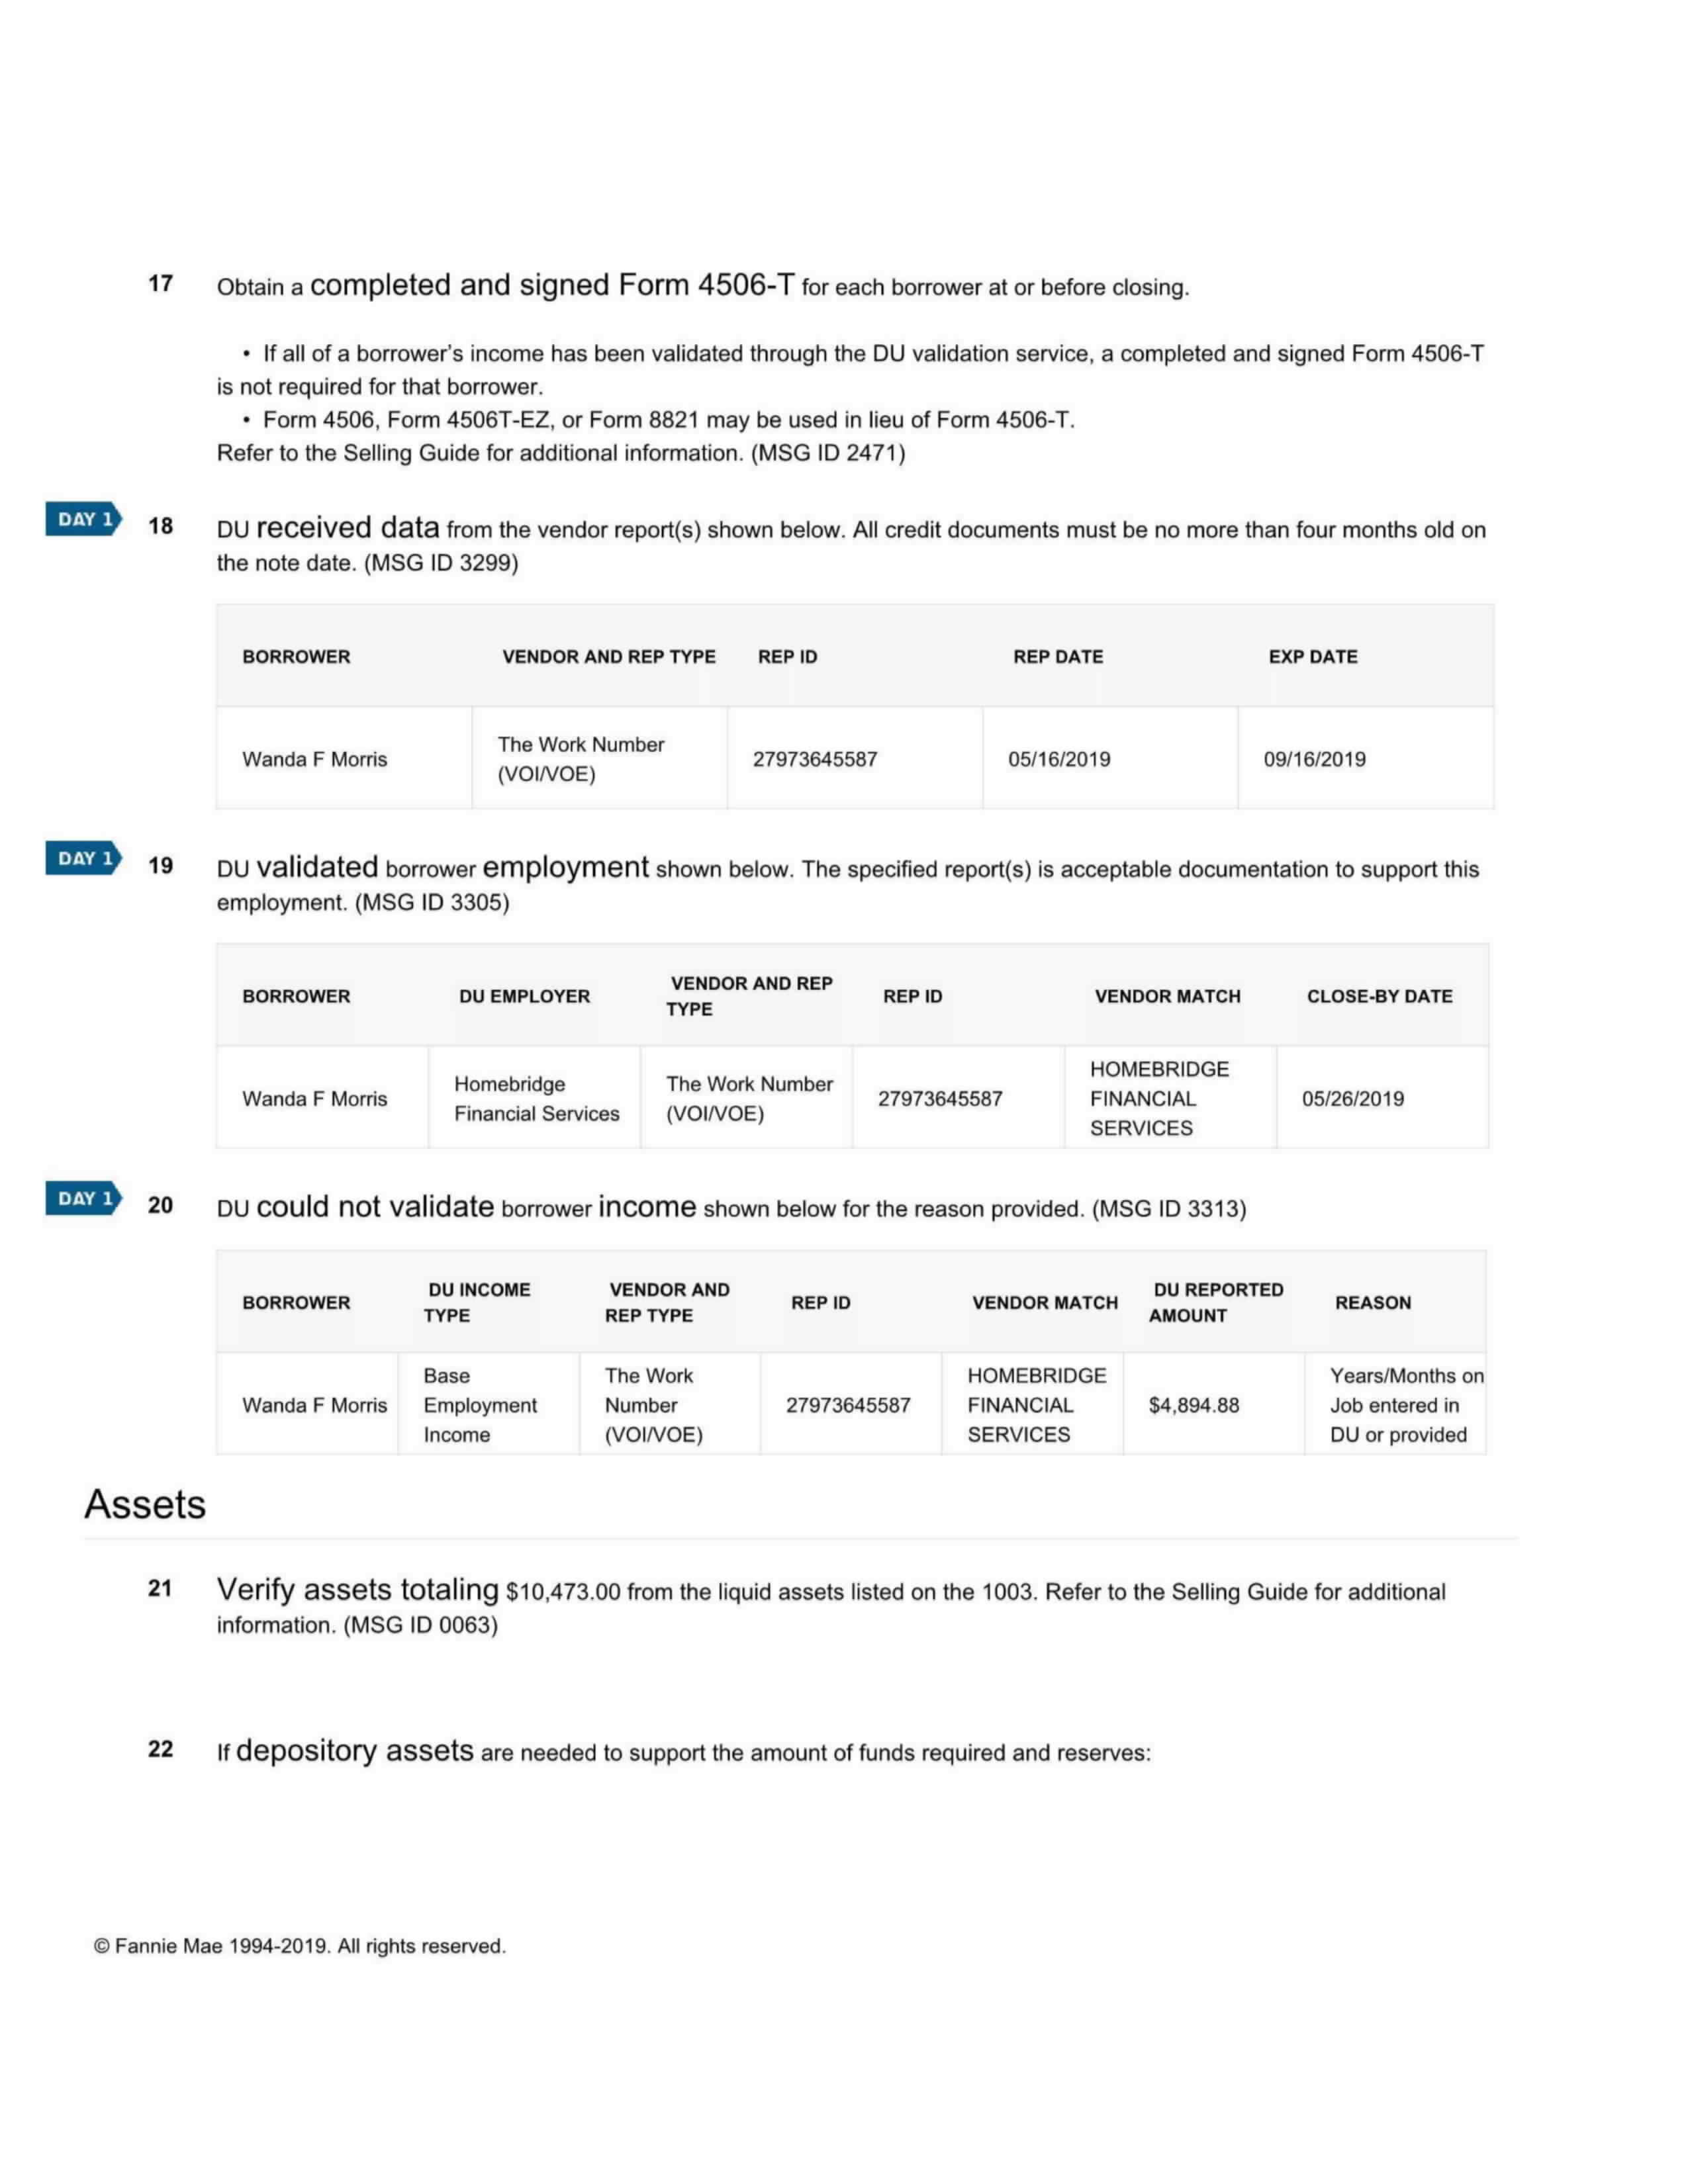 17 Obtain a completed and signed Form 4506-T for each borrower at or before closing.
• If all of a borrower's income has been validated through the DU validation service, a completed and signed Form 4506-T
is not required for that borrower.
• Form 4506, Form 4506T-EZ, or Form 8821 may be used in lieu of Form 4506-T.
Refer to the Selling Guide for additional information. (MSG ID 2471)
DAY 1 18 DU received data from the vendor report(s) shown below. All credit documents must be no more than four months old on
the note date. (MSG ID 3299)
BORROWER VENDOR AND REP TYPE REP ID REP DATE EXP DATE
Wanda F Morris The Work Number (VOI/VOE) 27973645587 05/16/2019 09/16/2019
DAY 1 19 DU validated borrower employment shown below. The specified report(s) is acceptable documentation to support this
employment. (MSG ID 3305)
BORROWER DU EMPLOYER VENDOR AND REP TYPE REP ID VENDOR MATCH CLOSE-BY DATE
Wanda F Morris Homebridge Financial Services The Work Number (VOI/VOE) 27973645587 HOMEBRIDGE FINANCIAL SERVICES 05/26/2019
DAY 1 20 DU could not validate borrower income shown below for the reason provided. (MSG ID 3313)
BORROWER DU INCOME TYPE VENDOR AND REP TYPE REP ID VENDOR MATCH DU REPORTED AMOUNT REASON
Wanda F Morris Base Employment Income The Work Number (VOI/VOE) 27973645587 HOMEBRIDGE FINANCIAL SERVICES $4,894.88 Years/Months on Job entered in DU or provided
Assets
21 Verify assets totaling $10,473.00 from the liquid assets listed on the 1003. Refer to the Selling Guide for additional
information. (MSG ID 0063)
22 If depository assets are needed to support the amount of funds required and reserves:
© Fannie Mae 1994-2019. All rights reserved.